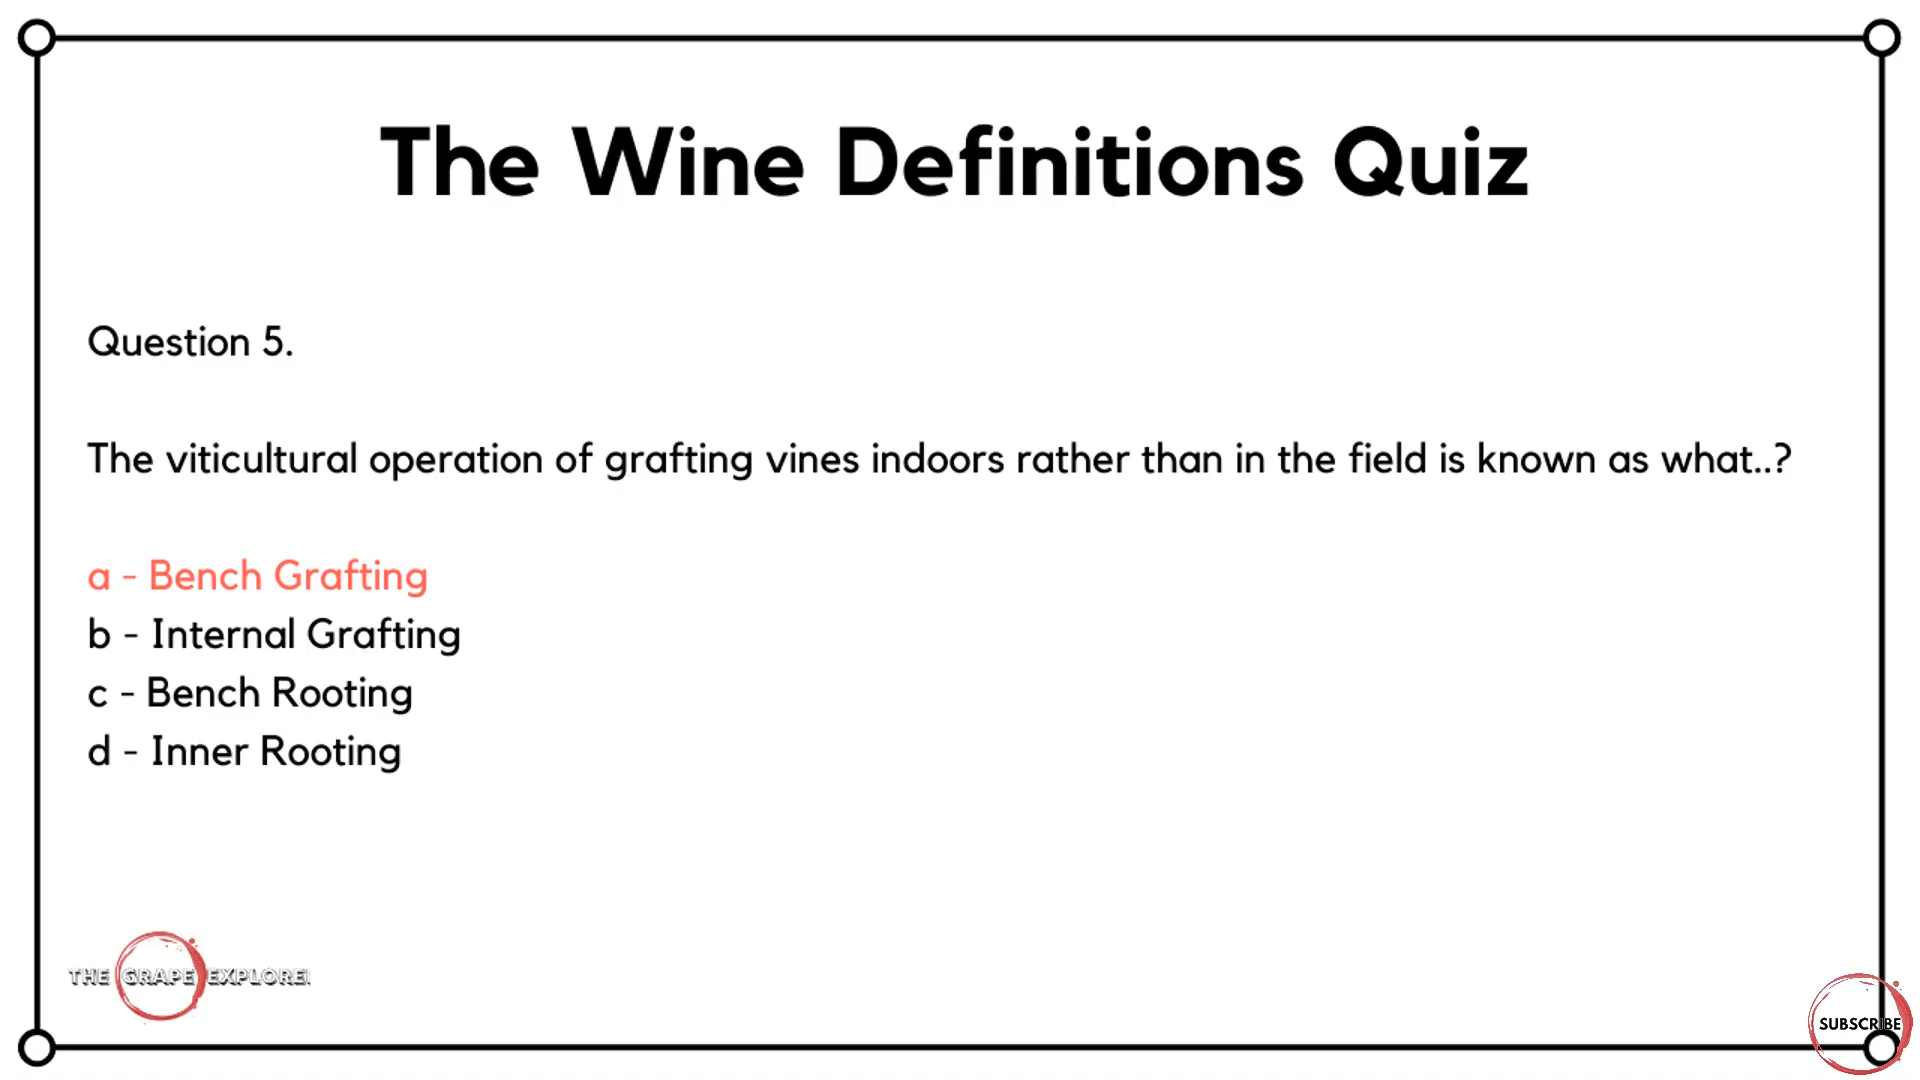 The Wine Definitions Quiz
Question 5.
The viticultural operation of grafting vines indoors rather than in the field is known as what..?
a - Bench Grafting
b - Internal Grafting
c - Bench Rooting
d - Inner Rooting
THE GRAPE EXPLORE
SUBSCRIBE